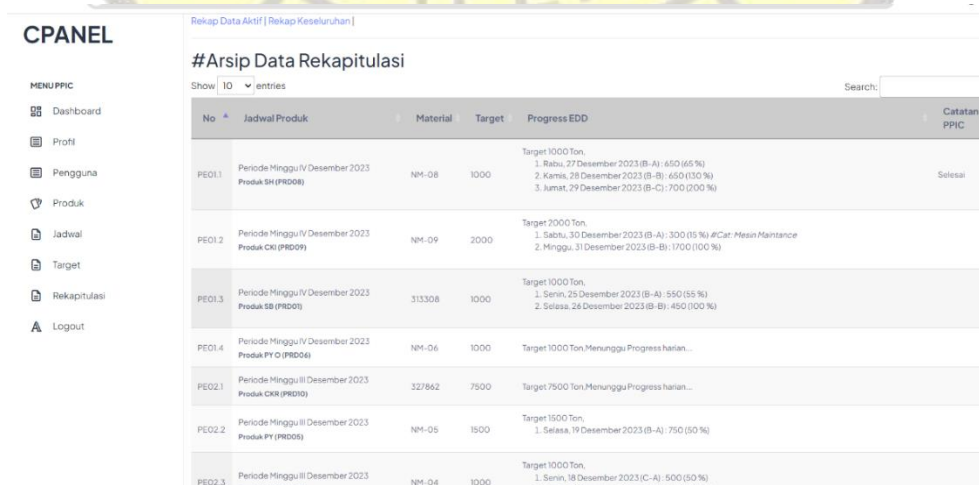 CPANEL
MENU PPIC
Dashboard
Profil
Pengguna
Produk
Jadwal
Target
Rekapitulasi
Logout
Rekap Data Aktif | Rekap Keseluruhan |
#Arsip Data Rekapitulasi
Show 10 entries
Search:
No Jadwal Produk Material Target Progress EDD Catatan PPIC
PE01.1 Periode Minggu IV Desember 2023 Produk SH (PRD08) NM-08 1000
Target 1000 Ton,
1. Rabu, 27 Desember 2023 (B-A) : 650 (65 %)
2. Kamis, 28 Desember 2023 (B-B) : 650 (130 %)
3. Jumat, 29 Desember 2023 (B-C) : 700 (200 %)
Selesai
PE01.2 Periode Minggu IV Desember 2023 Produk CKI (PRD09) NM-09 2000
Target 2000 Ton,
1. Sabtu, 30 Desember 2023 (B-A) : 300 (15 %) #Cat: Mesin Maintance
2. Minggu, 31 Desember 2023 (B-B) : 1700 (100 %)
PE01.3 Periode Minggu IV Desember 2023 Produk SB (PRD01) 313308 1000
Target 1000 Ton,
1. Senin, 25 Desember 2023 (B-A) : 550 (55 %)
2. Selasa, 26 Desember 2023 (B-B) : 450 (100 %)
PE01.4 Periode Minggu IV Desember 2023 Produk PY O (PRD06) NM-06 1000
Target 1000 Ton,Menunggu Progress harian...
PE02.1 Periode Minggu III Desember 2023 Produk CKR (PRD10) 327862 7500
Target 7500 Ton,Menunggu Progress harian...
PE02.2 Periode Minggu III Desember 2023 Produk PY (PRD05) NM-05 1500
Target 1500 Ton,
1. Selasa, 19 Desember 2023 (B-A) : 750 (50 %)
PE02.3 Periode Minggu III Desember 2023 NM-04 1000
Target 1000 Ton,
1. Senin, 18 Desember 2023 (C-A) : 500 (50 %)